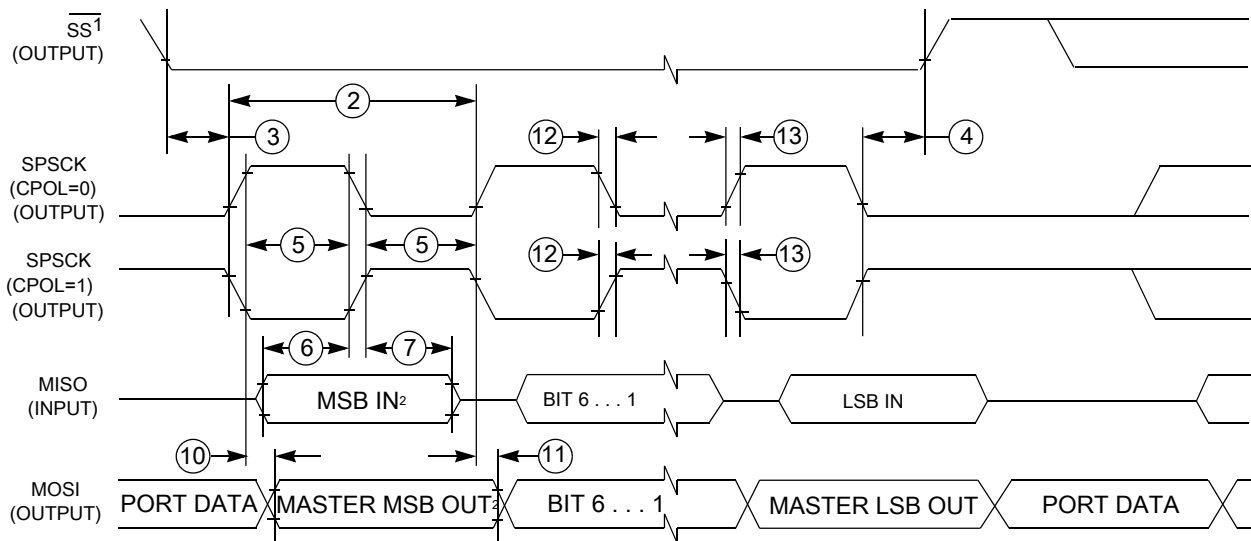 SS1
(OUTPUT)
2
3
12
13
4
SPSCK
(CPOL=0)
(OUTPUT)
5
5
SPSCK
(CPOL=1)
(OUTPUT)
12
13
6
7
MISO
(INPUT)
MSB IN2
BIT 6 . . . 1
LSB IN
10
11
MOSI
(OUTPUT)
PORT DATA
MASTER MSB OUT2
BIT 6 . . . 1
MASTER LSB OUT
PORT DATA